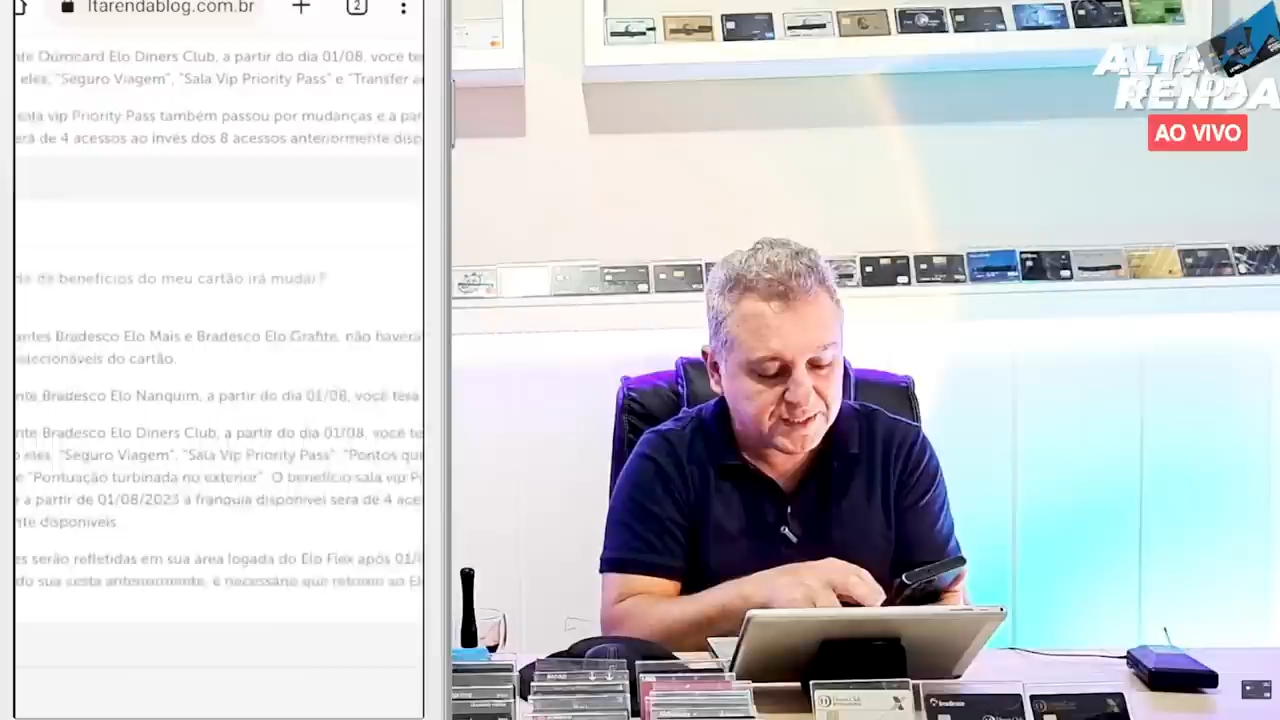 ltarendablog.com.br
2
nte Ourocard Elo Diners Club, a partir do dia 01/08, você te
eles, "Seguro Viagem", "Sala Vip Priority Pass" e "Transfer a
sala vip Priority Pass também passou por mudanças e a par
erá de 4 acessos ao invés dos 8 acessos anteriormente disp
de benefícios do meu cartão irá mudar?
antes Bradesco Elo Mais e Bradesco Elo Grafite, não haverá
selecionáveis do cartão.
nte Bradesco Elo Nanquim, a partir do dia 01/08, você terá
nte Bradesco Elo Diners Club, a partir do dia 01/08, você te
eles, "Seguro Viagem", "Sala Vip Priority Pass", "Pontos qu
e "Pontuação turbinada no exterior". O benefício sala vip P
e a partir de 01/08/2023 a franquia disponível será de 4 ace
nte disponíveis.
es serão refletidas em sua área logada do Elo Flex após 01/
do sua cesta anteriormente, é necessário que retorne ao El
ALTA
RENDA
AO VIVO
bradesco